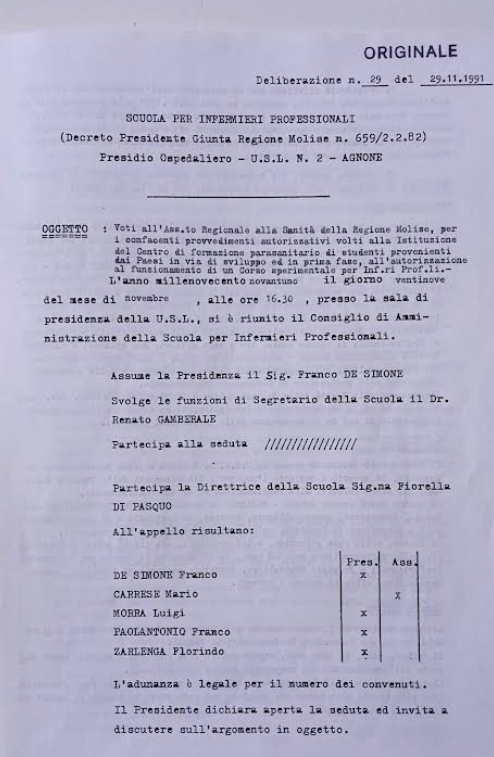 ORIGINALE
Deliberazione n. 29 del 29.11.1991
SCUOLA PER INFERMIERI PROFESSIONALI
(Decreto Presidente Giunta Regione Molise n. 659/2.2.82)
Presidio Ospedaliero - U.S.L. N. 2 - AGNONE
OGGETTO : Voti all'Ass.to Regionale alla Sanità della Regione Molise, per
i confacenti provvedimenti autorizzativi volti alla Istituzione
del Centro di formazione parasanitario di studenti provenienti
dai Paesi in via di sviluppo ed in prima fase, all'autorizzazione
al funzionamento di un Corso sperimentale per Inf.ri Prof.li.-
L'anno millenovecento novantuno il giorno ventinove
del mese di novembre , alle ore 16.30 , presso la sala di
presidenza della U.S.L., si è riunito il Consiglio di Ammi-
nistrazione della Scuola per Infermieri Professionali.
Assume la Presidenza il Sig. Franco DE SIMONE
Svolge le funzioni di Segretario della Scuola il Dr.
Renato GAMBERALE
Partecipa alla seduta /////////////////
Partecipa la Direttrice della Scuola Sig.na Fiorella
DI PASQUO
All'appello risultano:
Pres. Ass.
DE SIMONE Franco x
CARRESE Mario x
MORRA Luigi x
PAOLANTONIO Franco x
ZARLENGA Florindo x
L'adunanza è legale per il numero dei convenuti.
Il Presidente dichiara aperta la seduta ed invita a
discutere sull'argomento in oggetto.